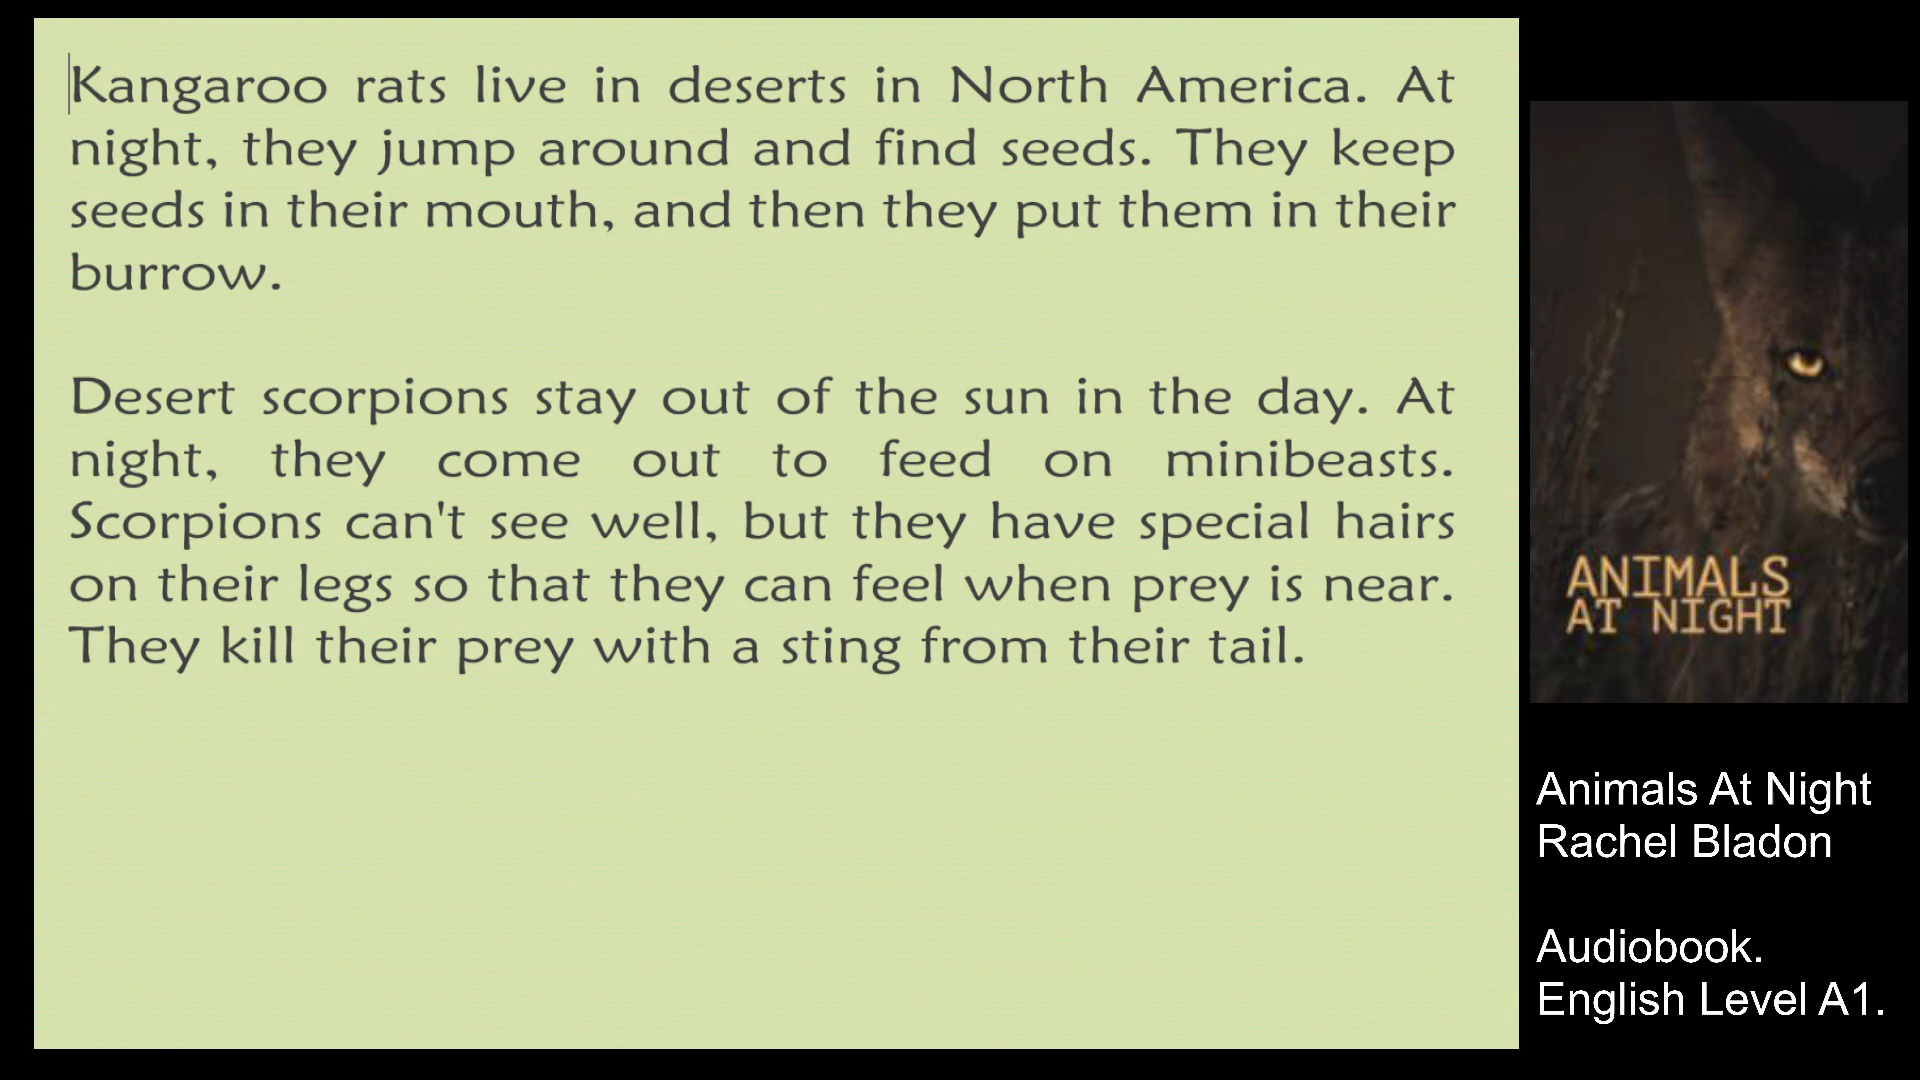 Kangaroo rats live in deserts in North America. At
night, they jump around and find seeds. They keep
seeds in their mouth, and then they put them in their
burrow.
Desert scorpions stay out of the sun in the day. At
night, they come out to feed on minibeasts.
Scorpions can't see well, but they have special hairs
on their legs so that they can feel when prey is near.
They kill their prey with a sting from their tail.
ANIMALS
AT NIGHT
Animals At Night
Rachel Bladon
Audiobook.
English Level A1.